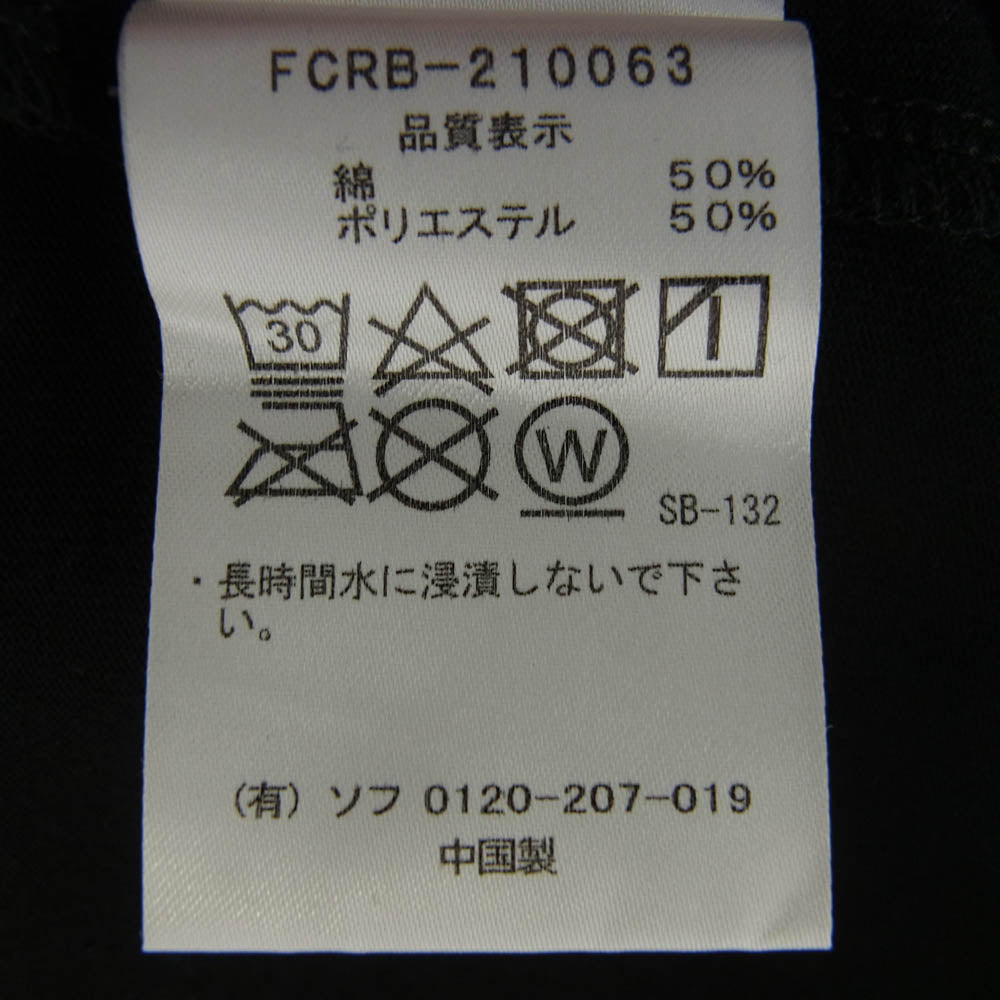 FCRB-210063
品質表示
綿 50%
ポリエステル 50%
30
W
SB-132
・長時間水に浸漬しないで下さ
い。
(有) ソフ 0120-207-019
中国製